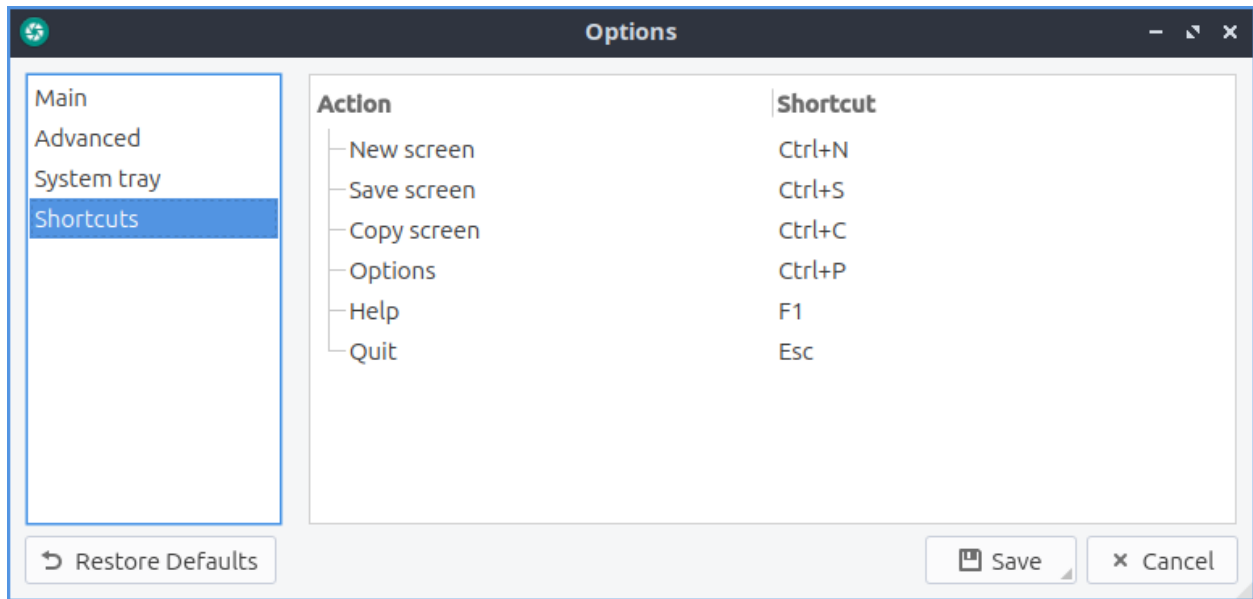 Options
Main
Advanced
System tray
Shortcuts
Action Shortcut
New screen Ctrl+N
Save screen Ctrl+S
Copy screen Ctrl+C
Options Ctrl+P
Help F1
Quit Esc
Restore Defaults Save Cancel